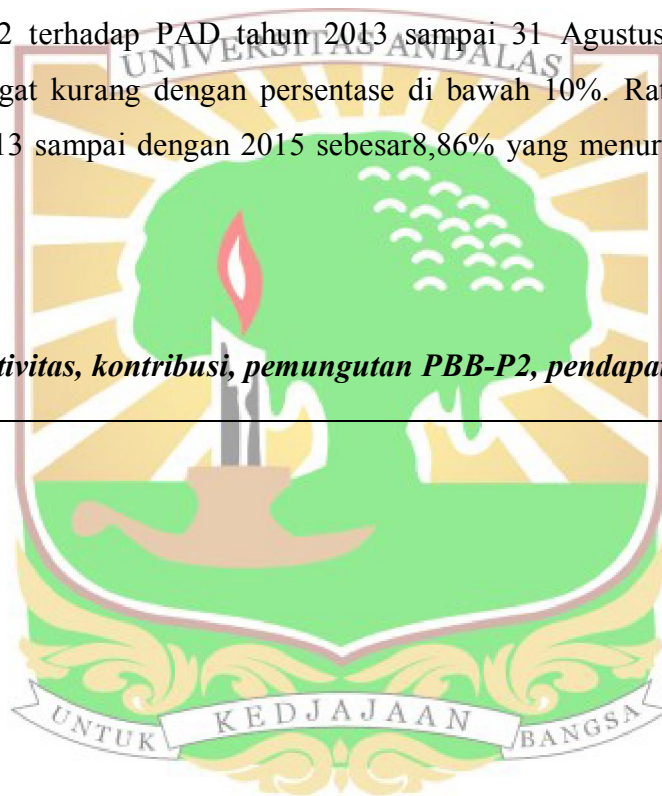 2 terhadap PAD tahun 2013 sampai 31 Agustus
UNIVERSITAS ANDALAS
gat kurang dengan persentase di bawah 10%. Rat
13 sampai dengan 2015 sebesar8,86% yang menur
tivitas, kontribusi, pemungutan PBB-P2, pendapa
UNTUK KEDJAJAAN BANGSA